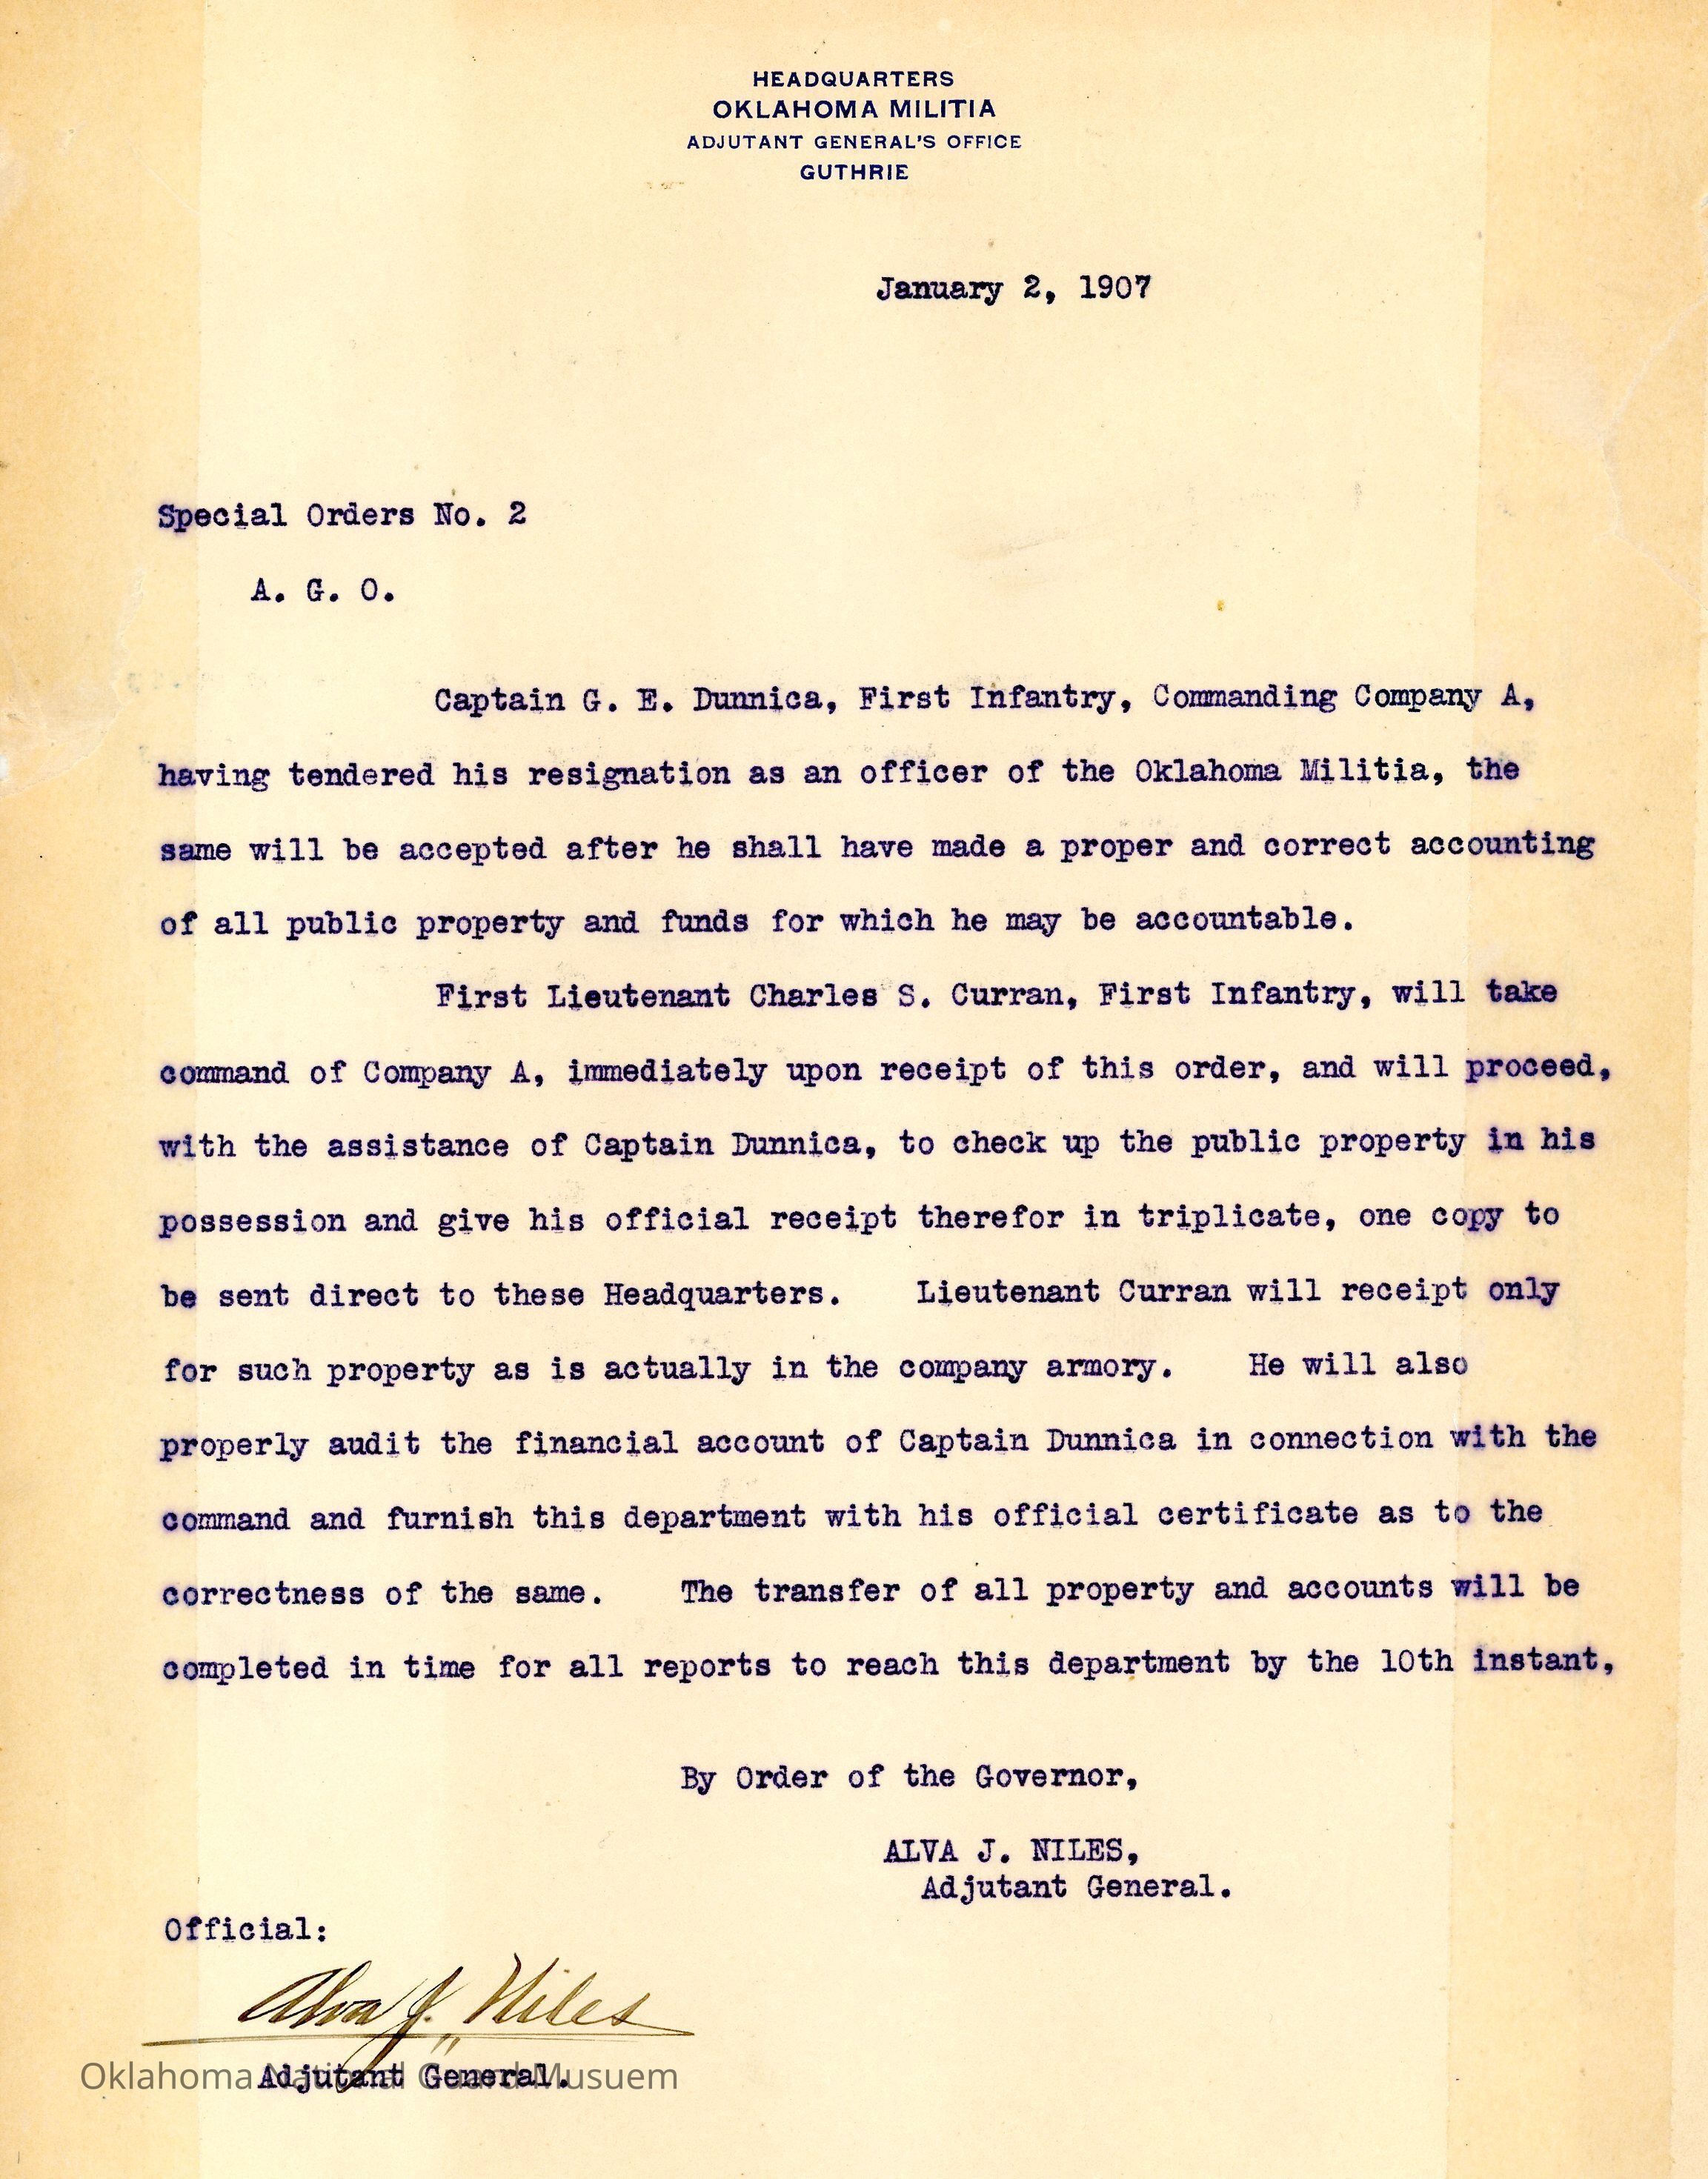 HEADQUARTERS
OKLAHOMA MILITIA
ADJUTANT GENERAL'S OFFICE
GUTHRIE
January 2, 1907
Special Orders No. 2
A. G. O.
Captain G. E. Dunnica, First Infantry, Commanding Company A,
having tendered his resignation as an officer of the Oklahoma Militia, the
same will be accepted after he shall have made a proper and correct accounting
of all public property and funds for which he may be accountable.
First Lieutenant Charles S. Curran, First Infantry, will take
command of Company A, immediately upon receipt of this order, and will proceed,
with the assistance of Captain Dunnica, to check up the public property in his
possession and give his official receipt therefor in triplicate, one copy to
be sent direct to these Headquarters. Lieutenant Curran will receipt only
for such property as is actually in the company armory. He will also
properly audit the financial account of Captain Dunnica in connection with the
command and furnish this department with his official certificate as to the
correctness of the same. The transfer of all property and accounts will be
completed in time for all reports to reach this department by the 10th instant,
By Order of the Governor,
ALVA J. NILES,
Adjutant General.
Official:
Alva J. Niles
Adjutant General.
Oklahoma National Guard Musuem